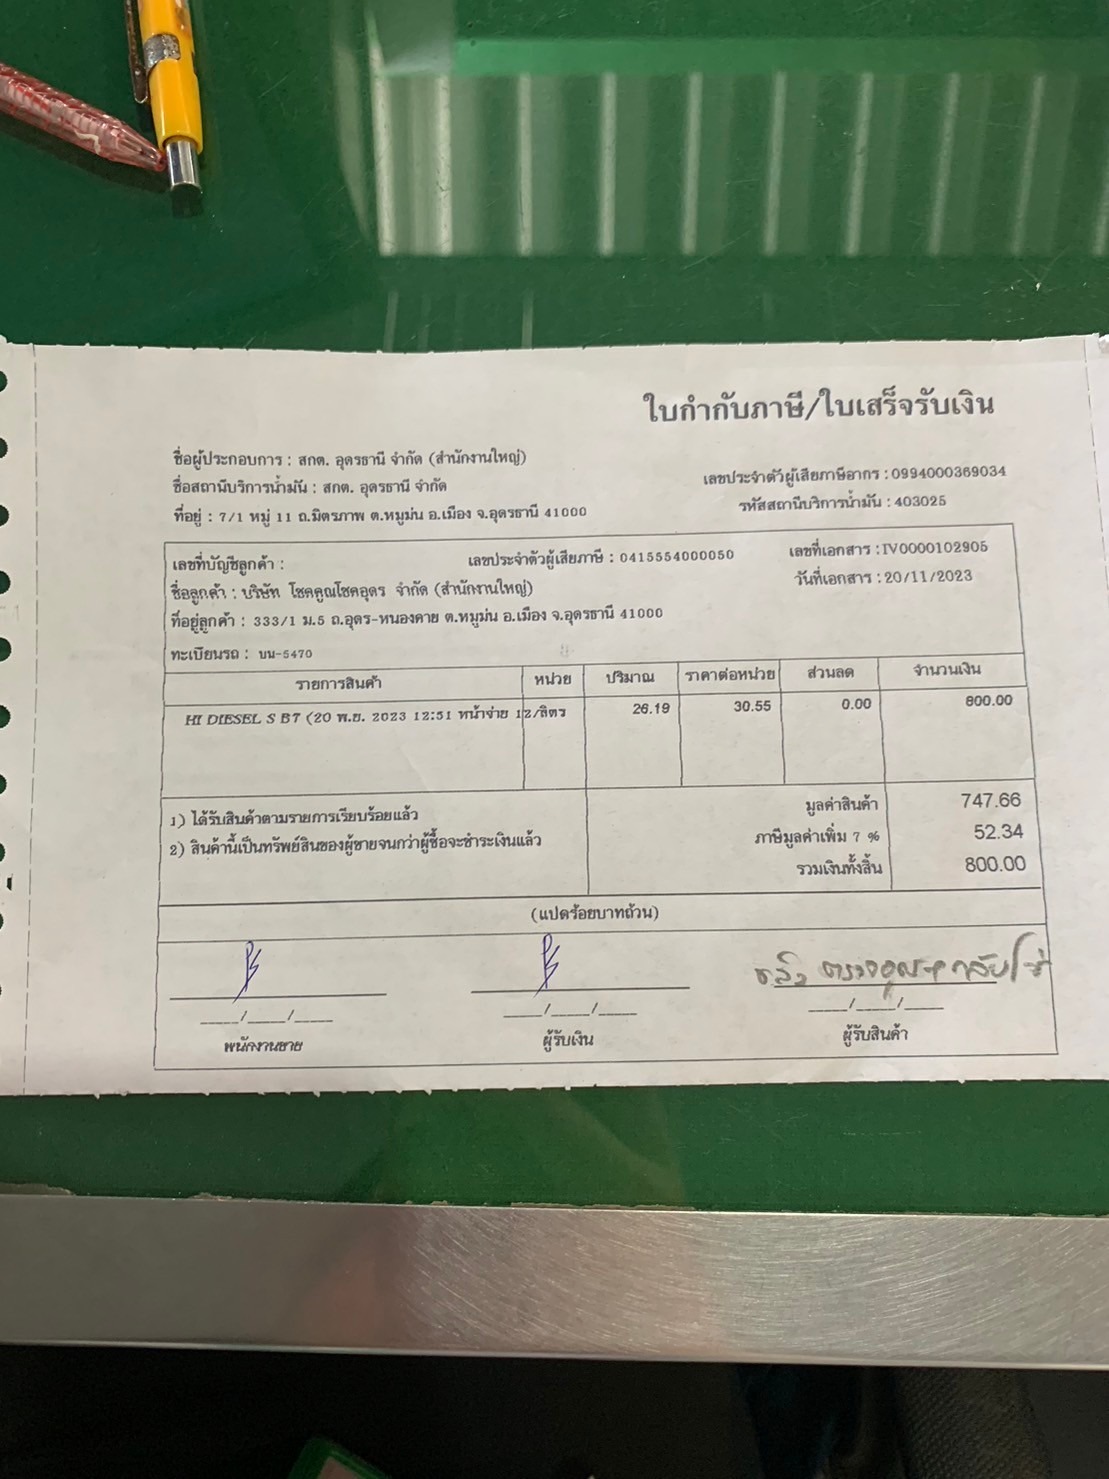 ใบกำกับภาษี/ใบเสร็จรับเงิน
ชื่อผู้ประกอบการ : สกต. อุดรธานี จำกัด (สำนักงานใหญ่)
เลขประจำตัวผู้เสียภาษีอากร : 0994000369034
ชื่อสถานีบริการน้ำมัน : สกต. อุดรธานี จำกัด
รหัสสถานีบริการน้ำมัน : 403025
ที่อยู่ : 7/1 หมู่ 11 ถ.มิตรภาพ ต.หมูม่น อ.เมือง จ.อุดรธานี 41000
เลขที่บัญชีลูกค้า : เลขประจำตัวผู้เสียภาษี : 0415554000050 เลขที่เอกสาร : IV0000102905
ชื่อลูกค้า : บริษัท โชคคูณโชคอุดร จำกัด (สำนักงานใหญ่) วันที่เอกสาร : 20/11/2023
ที่อยู่ลูกค้า : 333/1 ม.5 ถ.อุดร-หนองคาย ต.หมูม่น อ.เมือง จ.อุดรธานี 41000
ทะเบียนรถ : บน-5470
รายการสินค้า หน่วย ปริมาณ ราคาต่อหน่วย ส่วนลด จำนวนเงิน
HI DIESEL S B7 (20 พ.ย. 2023 12:51 หน้าจ่าย 12/ลิตร 26.19 30.55 0.00 800.00
1) ได้รับสินค้าตามรายการเรียบร้อยแล้ว มูลค่าสินค้า 747.66
2) สินค้านี้เป็นทรัพย์สินของผู้ขายจนกว่าผู้ซื้อจะชำระเงินแล้ว ภาษีมูลค่าเพิ่ม 7 % 52.34
รวมเงินทั้งสิ้น 800.00
(แปดร้อยบาทถ้วน)
____/____/____ ____/____/____ ____/____/____
พนักงานขาย ผู้รับเงิน ผู้รับสินค้า